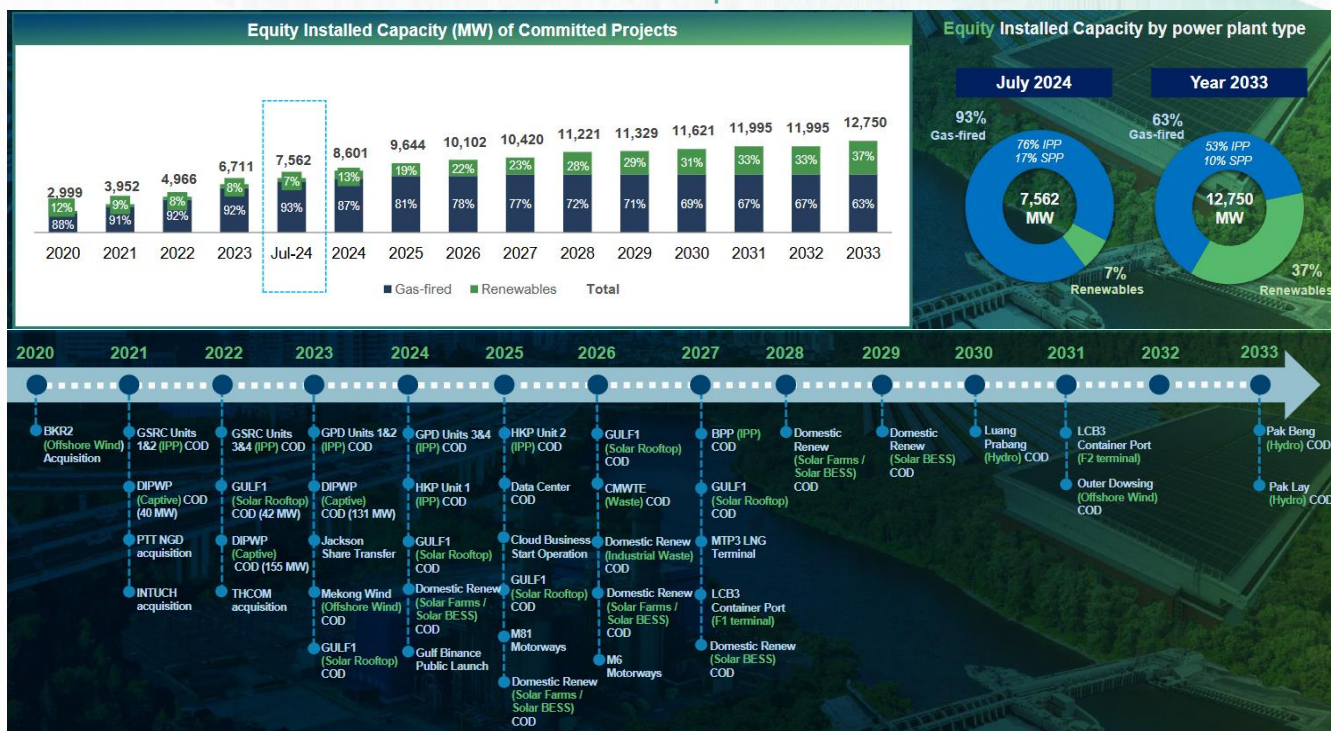 Equity Installed Capacity (MW) of Committed Projects
2,999
3,952
4,966
6,711
7,562
8,601
9,644
10,102
10,420
11,221
11,329
11,621
11,995
11,995
12,750
12%
9%
8%
8%
7%
13%
19%
22%
23%
28%
29%
31%
33%
33%
37%
88%
91%
92%
92%
93%
87%
81%
78%
77%
72%
71%
69%
67%
67%
63%
2020
2021
2022
2023
Jul-24
2024
2025
2026
2027
2028
2029
2030
2031
2032
2033
Gas-fired
Renewables
Total
Equity Installed Capacity by power plant type
July 2024
93%
Gas-fired
76% IPP
17% SPP
7,562
MW
7%
Renewables
Year 2033
63%
Gas-fired
53% IPP
10% SPP
12,750
MW
37%
Renewables
2020
BKR2
(Offshore Wind)
Acquisition
2021
GSRC Units
1&2 (IPP) COD
DIPWP
(Captive) COD
(40 MW)
PTT NGD
acquisition
INTUCH
acquisition
2022
GSRC Units
3&4 (IPP) COD
GULF1
(Solar Rooftop)
COD (42 MW)
DIPWP
(Captive)
COD (155 MW)
THCOM
acquisition
2023
GPD Units 1&2
(IPP) COD
DIPWP
(Captive)
COD (131 MW)
Jackson
Share Transfer
Mekong Wind
(Offshore Wind)
COD
GULF1
(Solar Rooftop)
COD
2024
GPD Units 3&4
(IPP) COD
HKP Unit 1
(IPP) COD
GULF1
(Solar Rooftop)
COD
Domestic Renew
(Solar Farms /
Solar BESS)
COD
Gulf Binance
Public Launch
2025
HKP Unit 2
(IPP) COD
Data Center
COD
Cloud Business
Start Operation
GULF1
(Solar Rooftop)
COD
M81
Motorways
Domestic Renew
(Solar Farms /
Solar BESS)
COD
2026
GULF1
(Solar Rooftop)
COD
CMWTE
(Waste) COD
Domestic Renew
(Industrial Waste)
COD
Domestic Renew
(Solar Farms /
Solar BESS)
COD
M6
Motorways
2027
BPP (IPP)
COD
GULF1
(Solar Rooftop)
COD
MTP3 LNG
Terminal
LCB3
Container Port
(F1 terminal)
Domestic Renew
(Solar BESS)
COD
2028
Domestic
Renew
(Solar Farms /
Solar BESS)
COD
2029
Domestic
Renew
(Solar BESS)
COD
2030
Luang
Prabang
(Hydro) COD
2031
LCB3
Container Port
(F2 terminal)
Outer Dowsing
(Offshore Wind)
COD
2032
2033
Pak Beng
(Hydro) COD
Pak Lay
(Hydro) COD